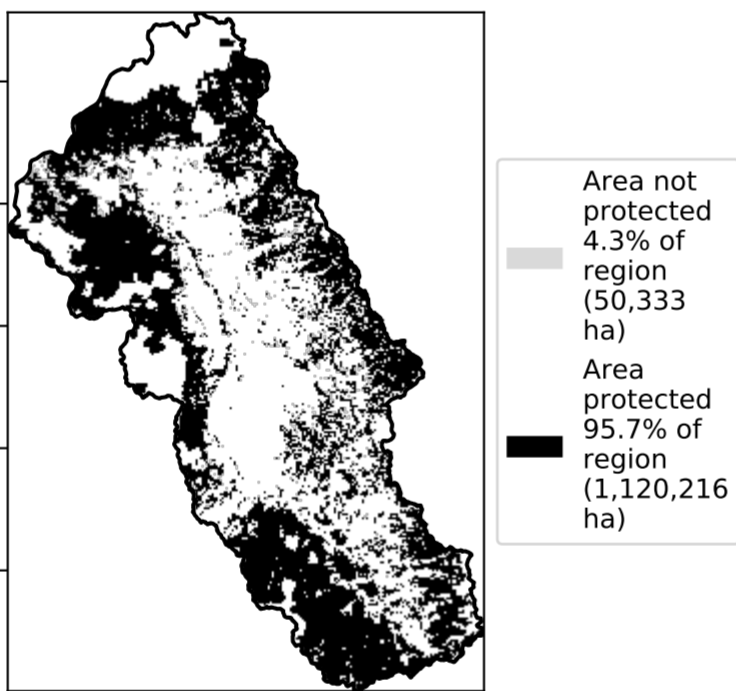 Area not
protected
4.3% of
region
(50,333
ha)
Area
protected
95.7% of
region
(1,120,216
ha)